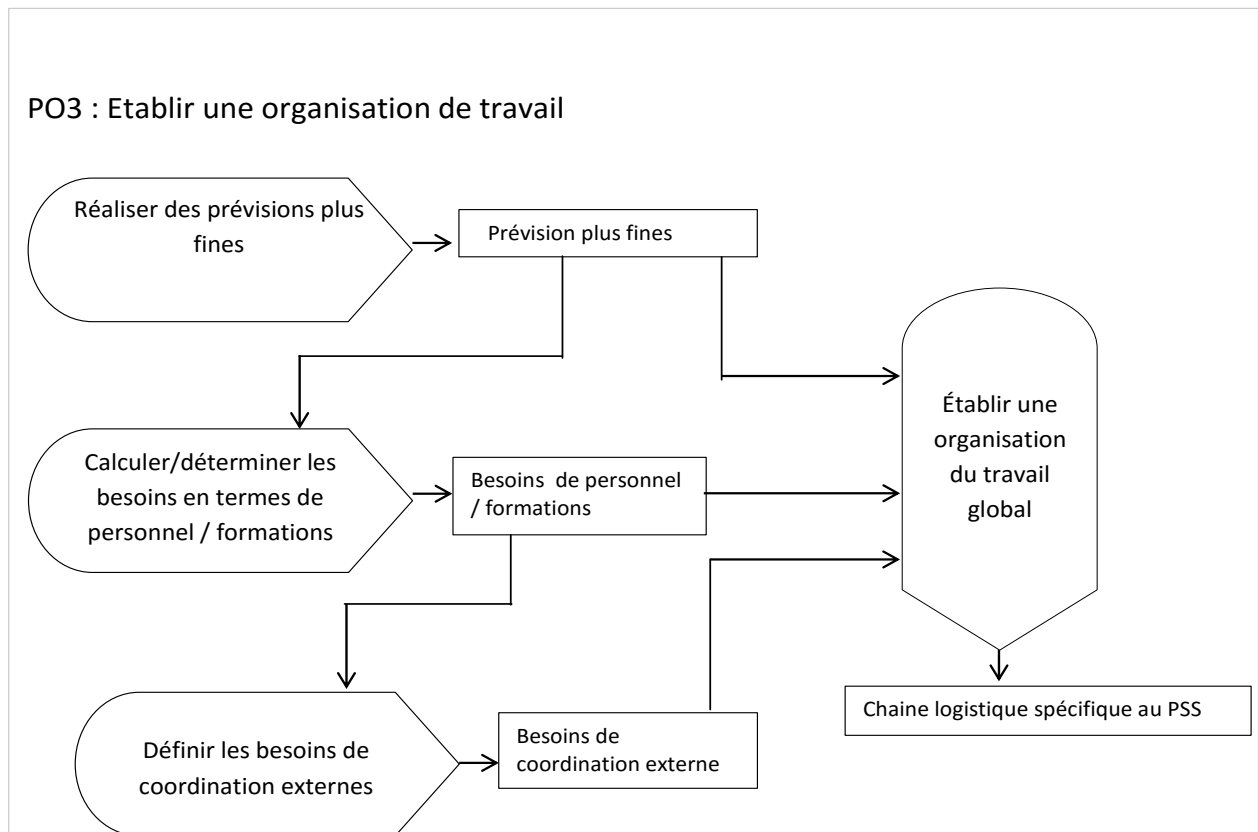 PO3 : Etablir une organisation de travail
Réaliser des prévisions plus
fines
Prévision plus fines
Calculer/déterminer les
besoins en termes de
personnel / formations
Besoins de personnel
/ formations
Établir une
organisation
du travail
global
Définir les besoins de
coordination externes
Besoins de
coordination externe
Chaine logistique spécifique au PSS